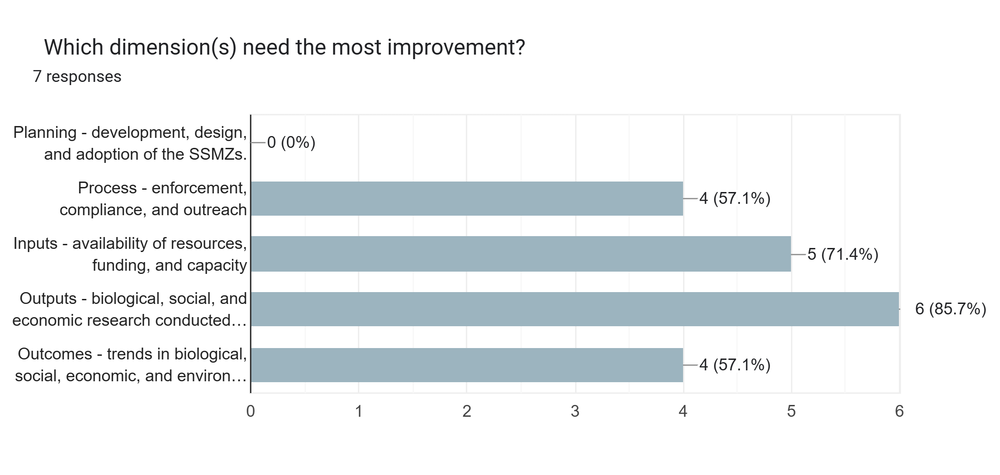 Which dimension(s) need the most improvement?
7 responses
Planning - development, design,
and adoption of the SSMZs.
0 (0%)
Process - enforcement,
compliance, and outreach
4 (57.1%)
Inputs - availability of resources,
funding, and capacity
5 (71.4%)
Outputs - biological, social, and
economic research conducted…
6 (85.7%)
Outcomes - trends in biological,
social, economic, and environ…
4 (57.1%)
0 1 2 3 4 5 6